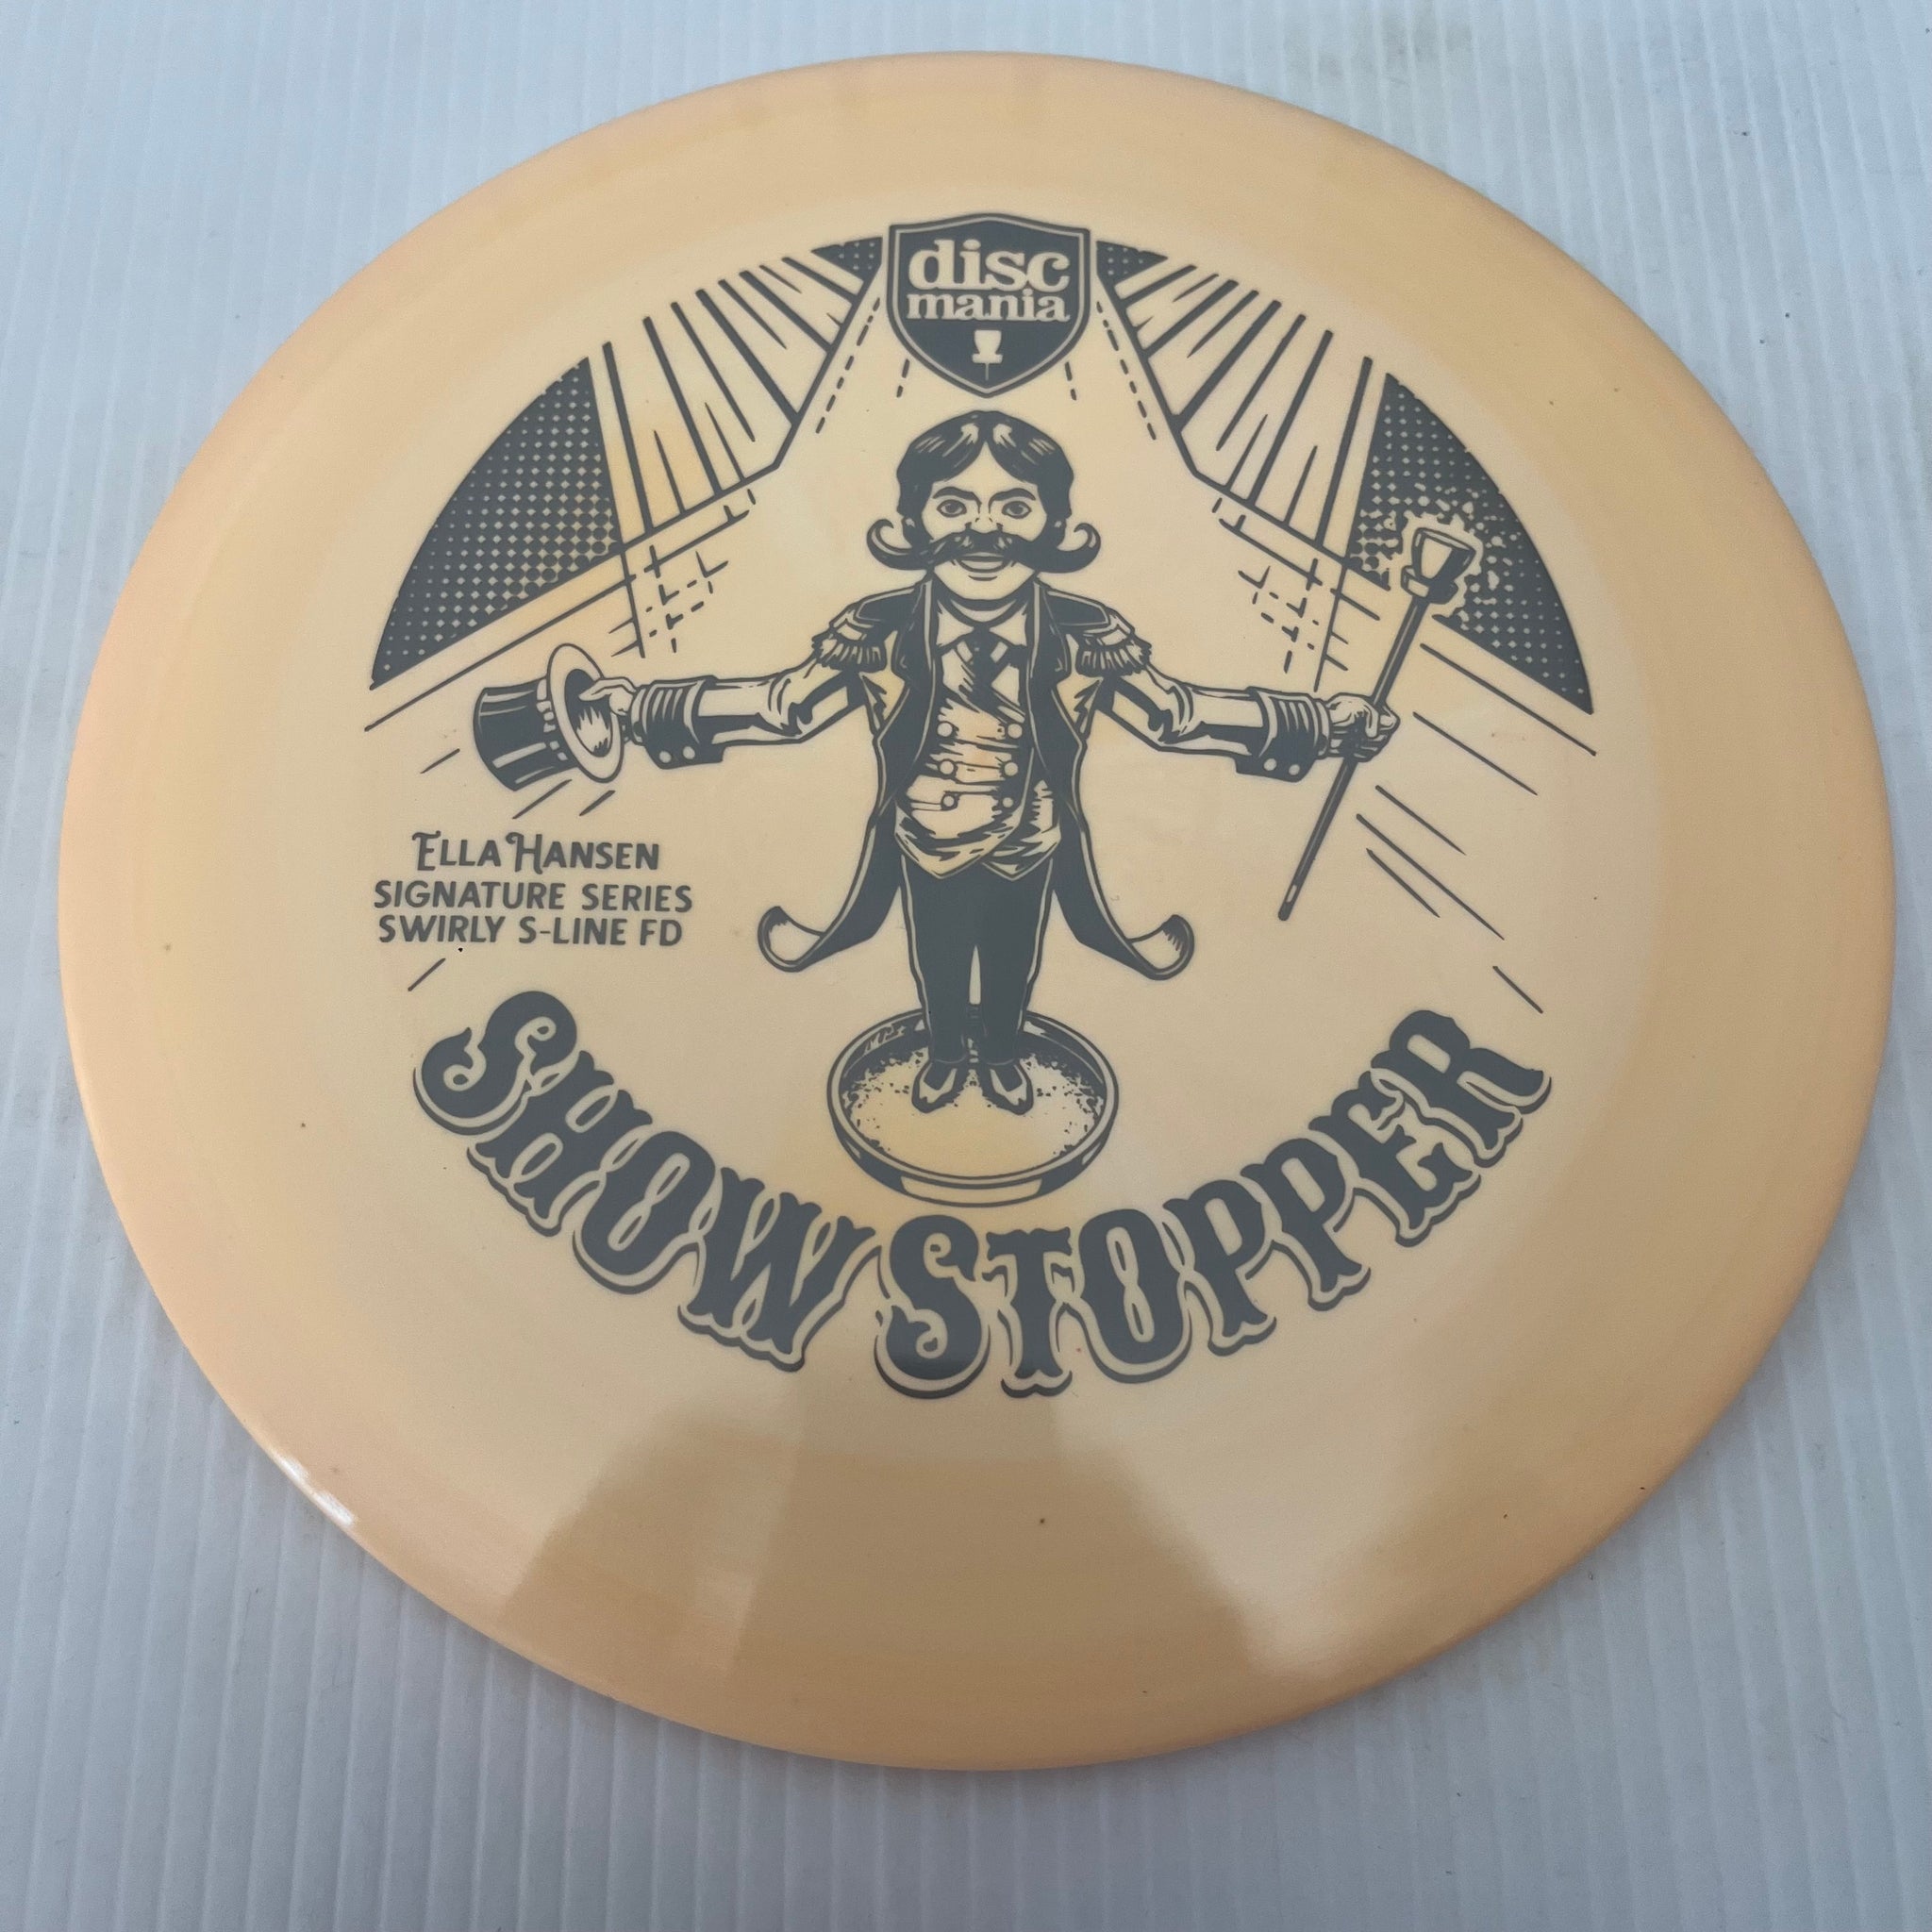 disc
mania
ELLA HANSEN
SIGNATURE SERIES
SWIRLY S-LINE FD
SHOW STOPPER